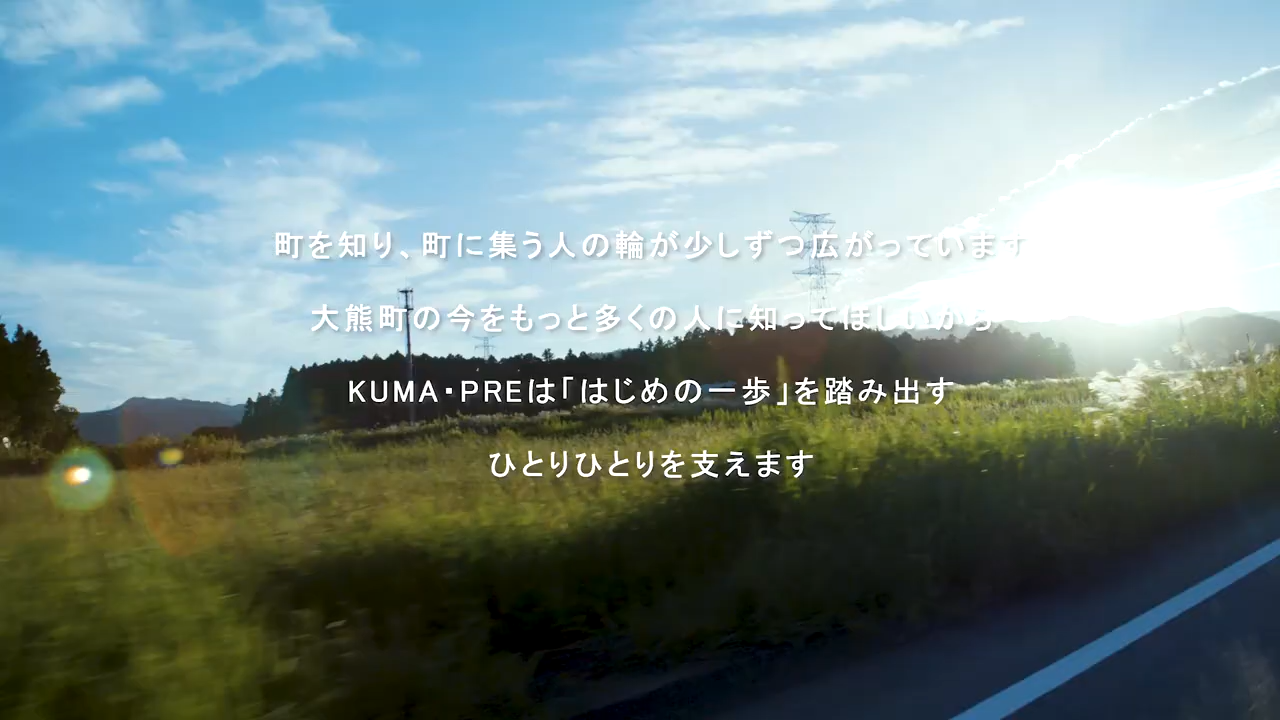 町を知り、町に集う人の輪が少しずつ広がっています
大熊町の今をもっと多くの人に知ってほしいから
KUMA・PREは「はじめの一歩」を踏み出す
ひとりひとりを支えます